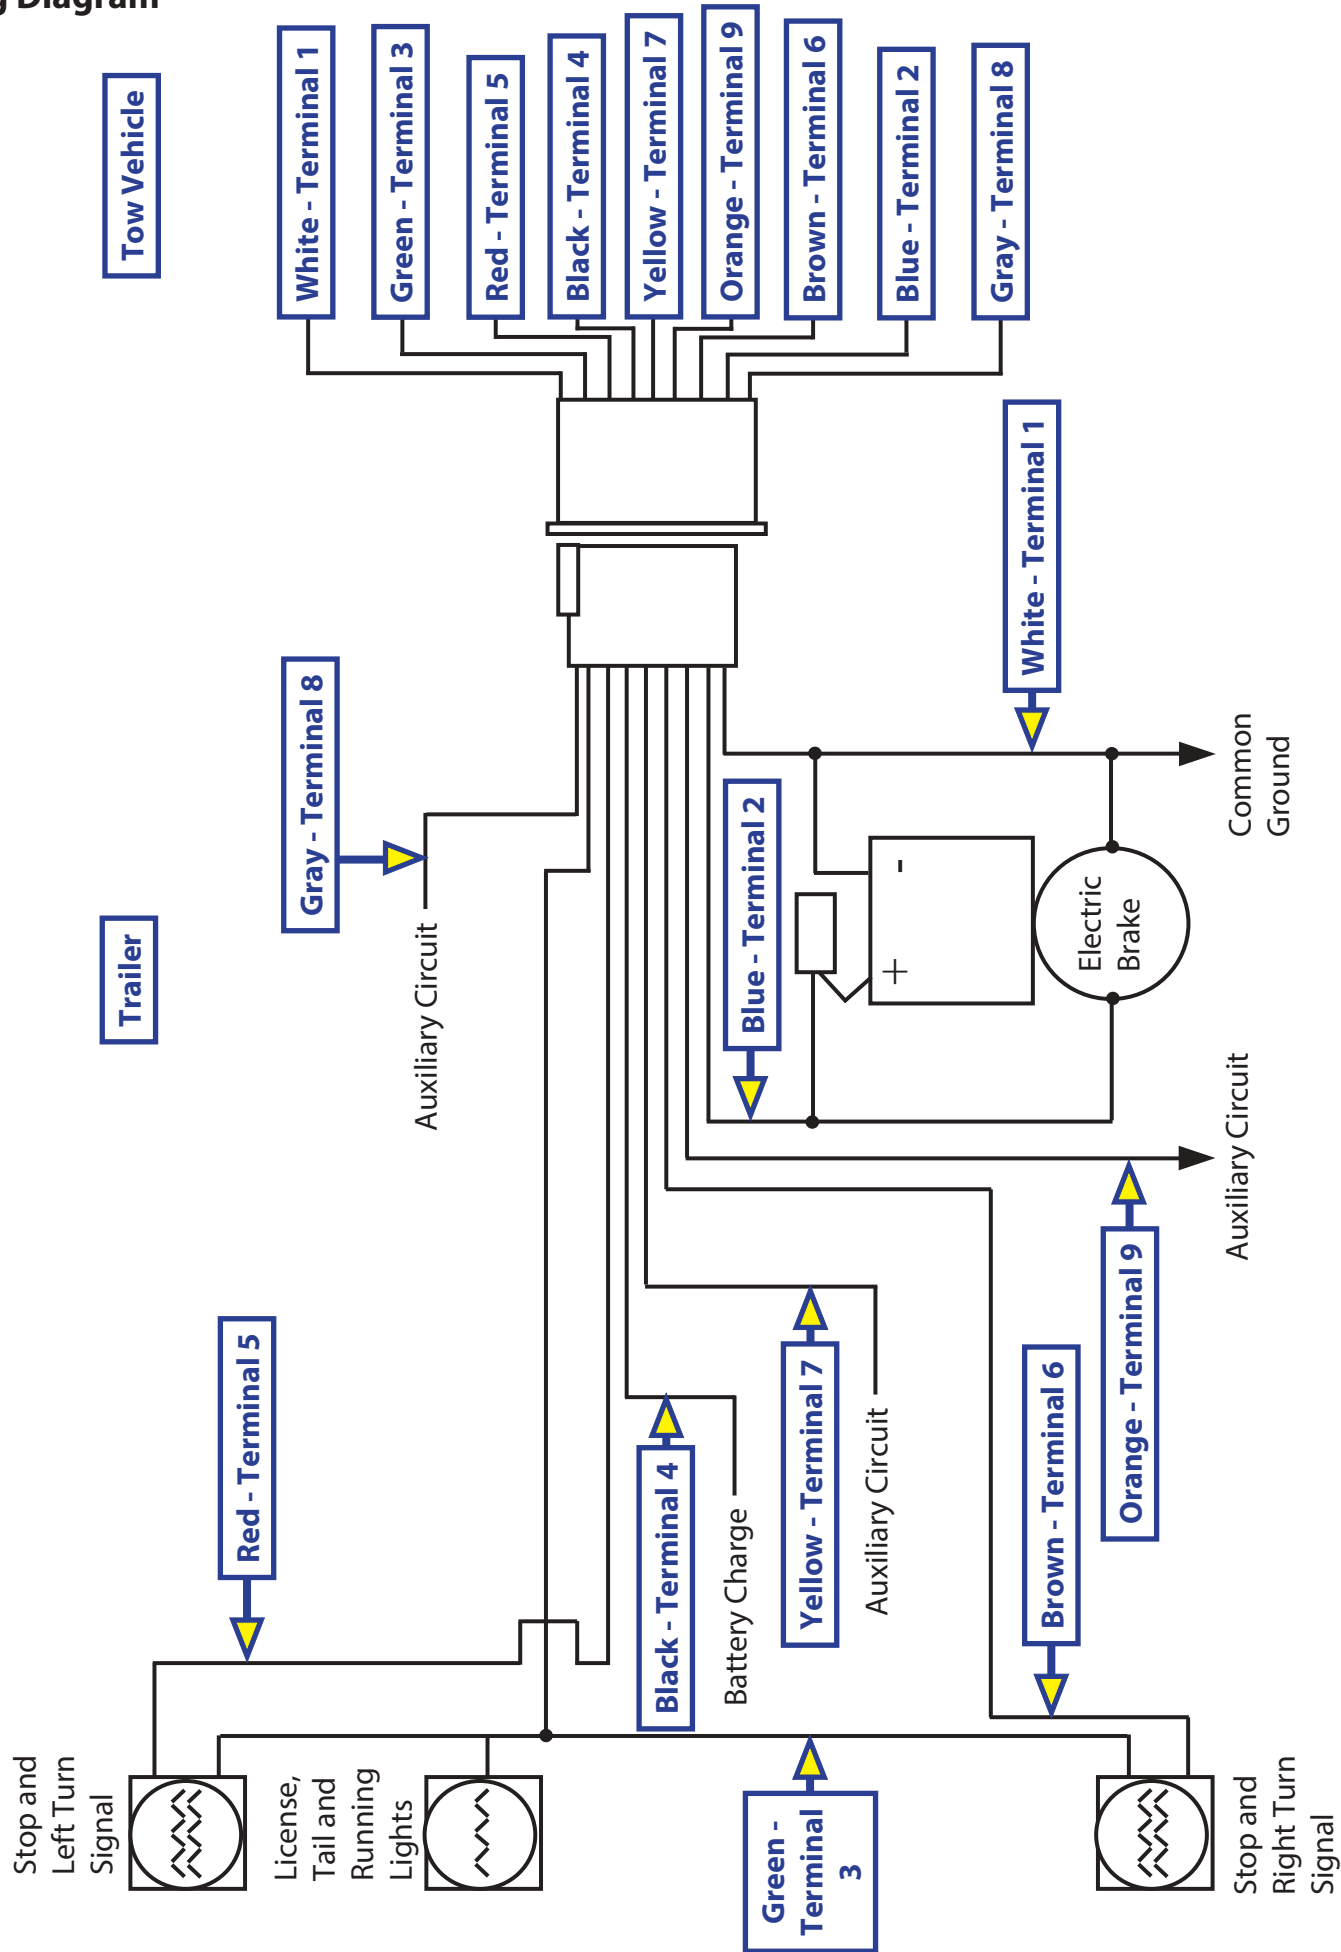 g Diagram
Tow Vehicle
White - Terminal 1
Green - Terminal 3
Red - Terminal 5
Black - Terminal 4
Yellow - Terminal 7
Orange - Terminal 9
Brown - Terminal 6
Blue - Terminal 2
Gray - Terminal 8
Trailer
Gray - Terminal 8
Auxiliary Circuit
White - Terminal 1
Common
Ground
Blue - Terminal 2
-
+
Electric
Brake
Auxiliary Circuit
Orange - Terminal 9
Red - Terminal 5
Black - Terminal 4
Battery Charge
Yellow - Terminal 7
Auxiliary Circuit
Brown - Terminal 6
Stop and
Left Turn
Signal
License,
Tail and
Running
Lights
Green -
Terminal
3
Stop and
Right Turn
Signal